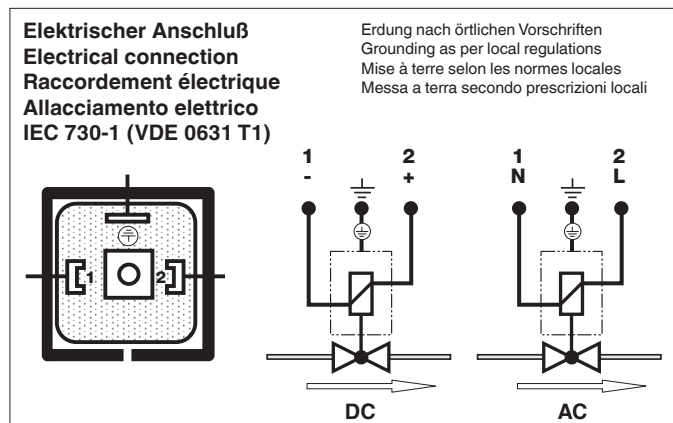 Elektrischer Anschluß
Electrical connection
Raccordement électrique
Allacciamento elettrico
IEC 730-1 (VDE 0631 T1)
Erdung nach örtlichen Vorschriften
Grounding as per local regulations
Mise à terre selon les normes locales
Messa a terra secondo prescrizioni locali
1 2
- +
1 2
N L
1 2
DC
AC